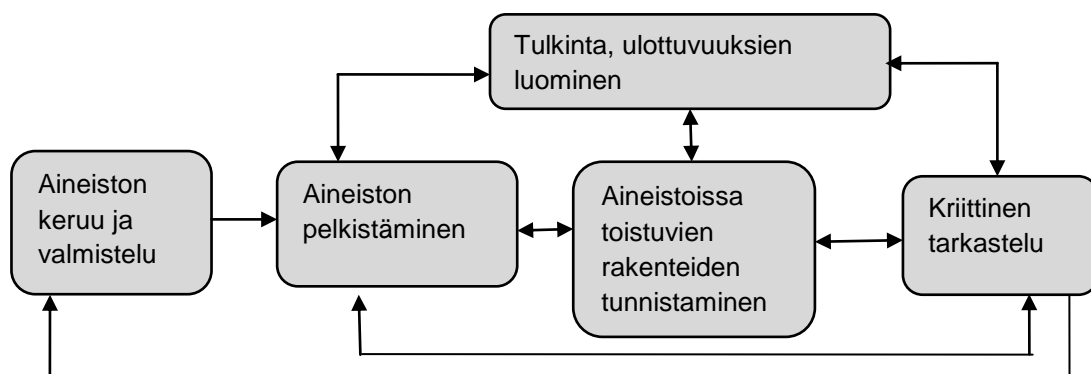 Tulkinta, ulottuvuuksien
luominen
Aineiston
keruu ja
valmistelu
Aineiston
pelkistäminen
Aineistoissa
toistuvien
rakenteiden
tunnistaminen
Kriittinen
tarkastelu